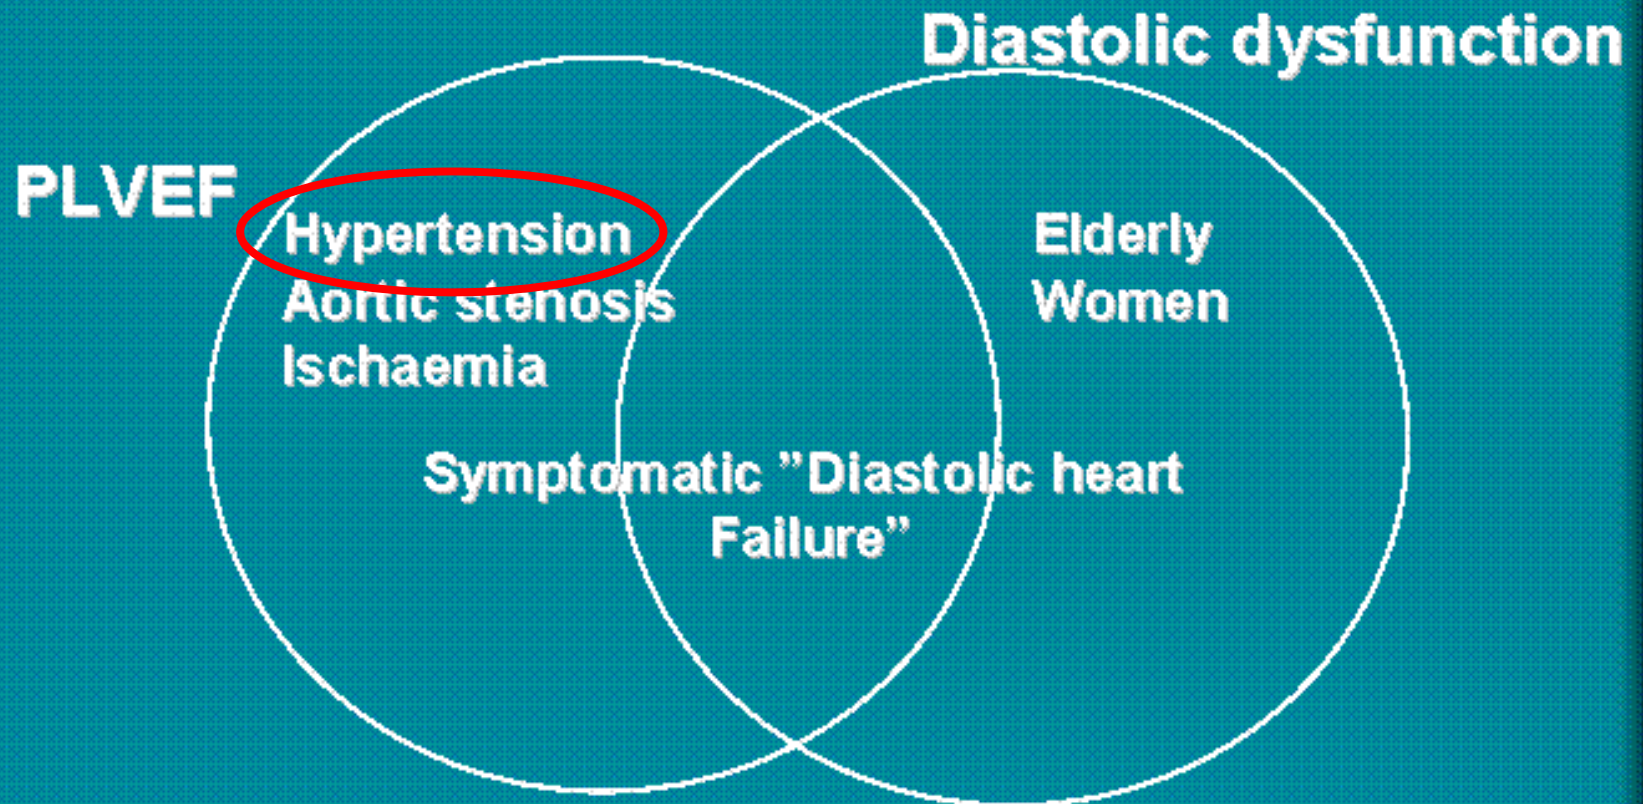 Diastolic dysfunction
PLVEF
Hypertension
Aortic stenosis
Ischaemia
Elderly
Women
Symptomatic ”Diastolic heart
Failure”